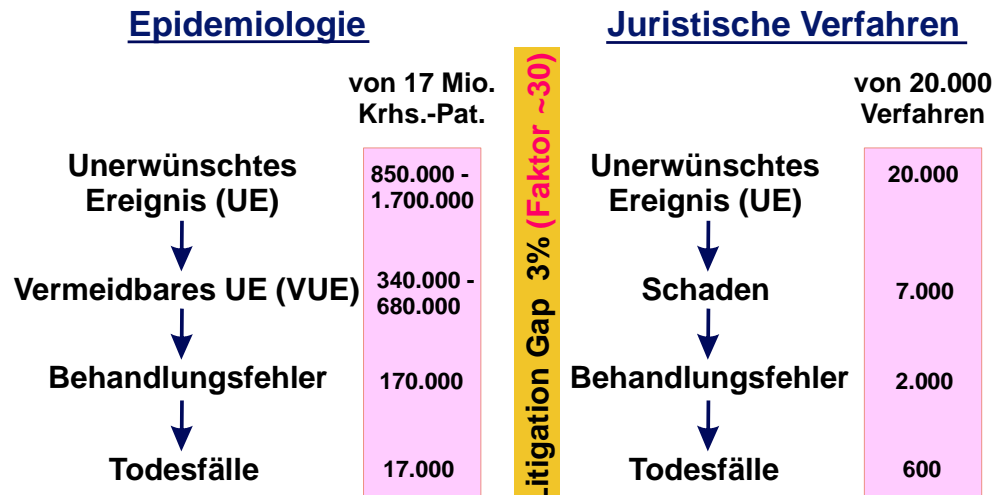 Epidemiologie
von 17 Mio.
Krhs.-Pat.
Unerwünschtes
Ereignis (UE)
850.000 -
1.700.000
Vermeidbares UE (VUE)
340.000 -
680.000
Behandlungsfehler
170.000
Todesfälle
17.000
Litigation Gap 3% (Faktor ~30)
Juristische Verfahren
von 20.000
Verfahren
Unerwünschtes
Ereignis (UE)
20.000
Schaden
7.000
Behandlungsfehler
2.000
Todesfälle
600